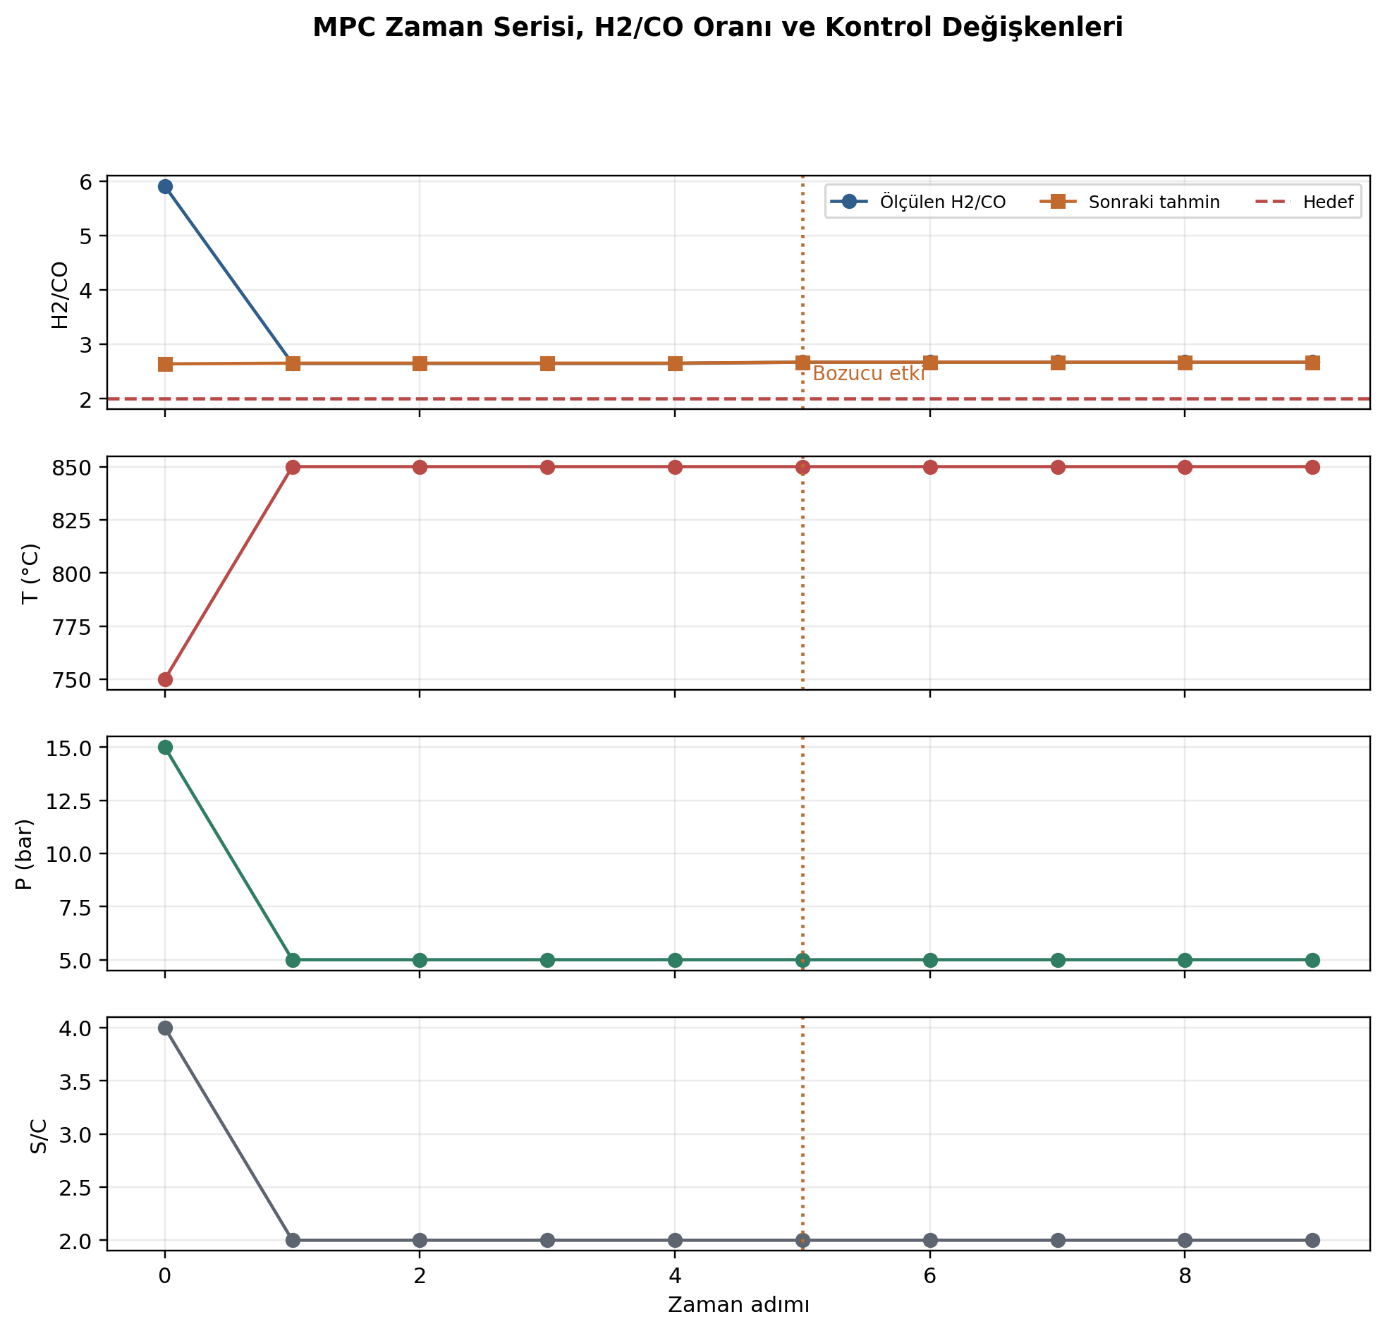 MPC Zaman Serisi, H2/CO Oranı ve Kontrol Değişkenleri
Ölçülen H2/CO Sonraki tahmin Hedef
H2/CO
6
5
4
3
2
Bozucu etki
T (°C)
850
825
800
775
750
P (bar)
15.0
12.5
10.0
7.5
5.0
S/C
4.0
3.5
3.0
2.5
2.0
0 2 4 6 8
Zaman adımı